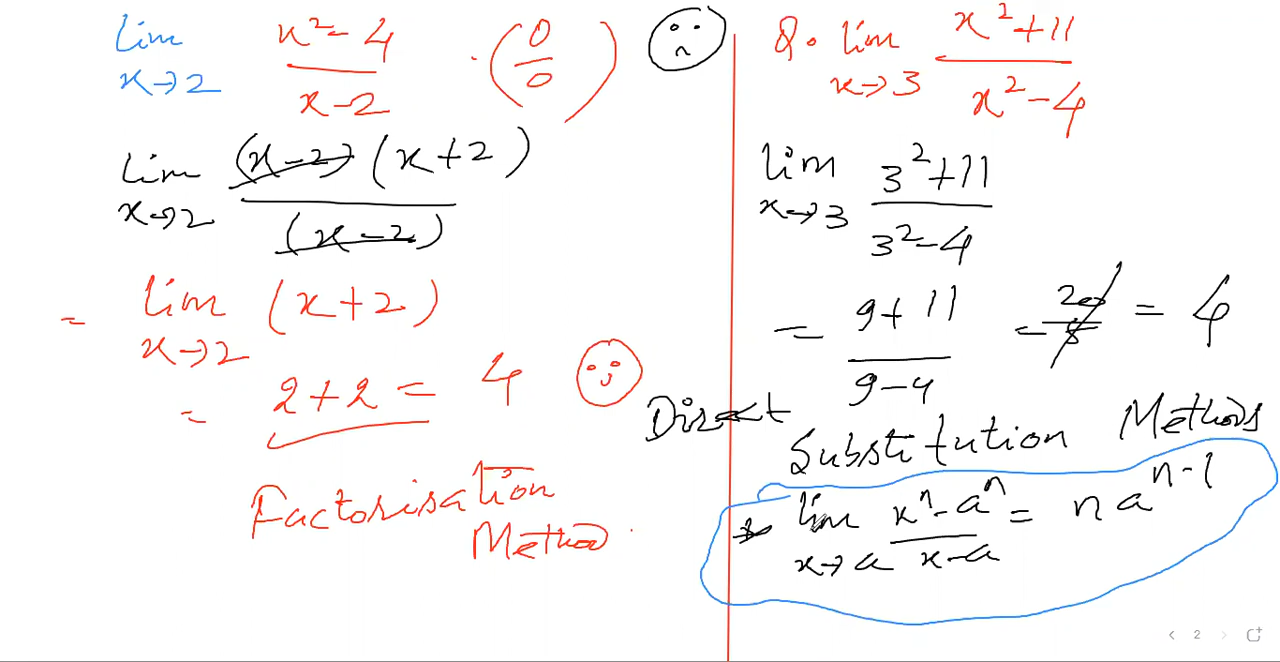 lim x→2 x² - 4 / x - 2 · (0/0)
lim x→2 (x-2)(x+2) / (x-2)
= lim x→2 (x+2)
= 2+2 = 4
Factorisation
Method
Q. lim x→3 x²+11 / x²-4
lim x→3 3²+11 / 3²-4
= 9+11 / 9-4 = 20/5 = 4
Direct
Substitution Methods
lim x→a xⁿ-aⁿ / x-a = n aⁿ⁻¹
2